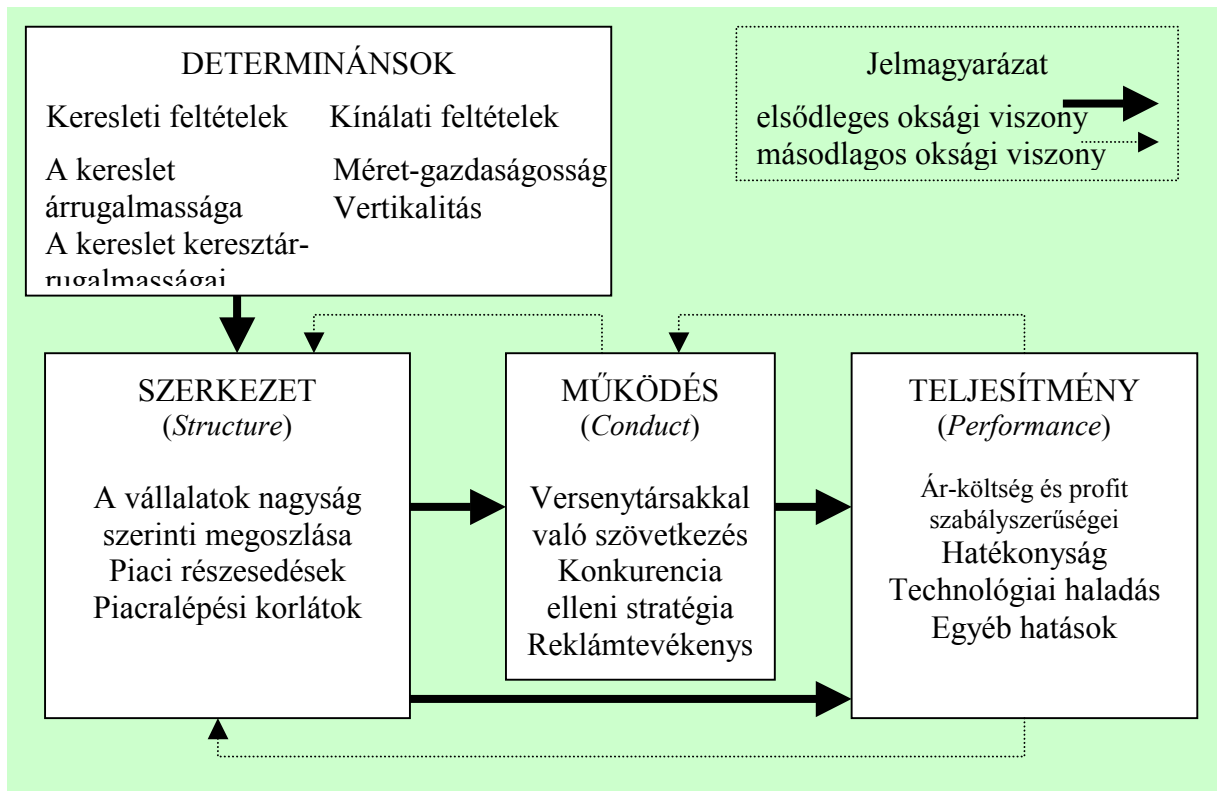 DETERMINÁNSOK
Keresleti feltételek
A kereslet
árrugalmassága
A kereslet keresztár-
rugalmasságai
Kínálati feltételek
Méret-gazdaságosság
Vertikalitás
Jelmagyarázat
elsődleges oksági viszony
másodlagos oksági viszony
SZERKEZET
(Structure)
A vállalatok nagyság
szerinti megoszlása
Piaci részesedések
Piacralépési korlátok
MŰKÖDÉS
(Conduct)
Versenytársakkal
való szövetkezés
Konkurencia
elleni stratégia
Reklámtevékenys
TELJESÍTMÉNY
(Performance)
Ár-költség és profit
szabályszerűségei
Hatékonyság
Technológiai haladás
Egyéb hatások